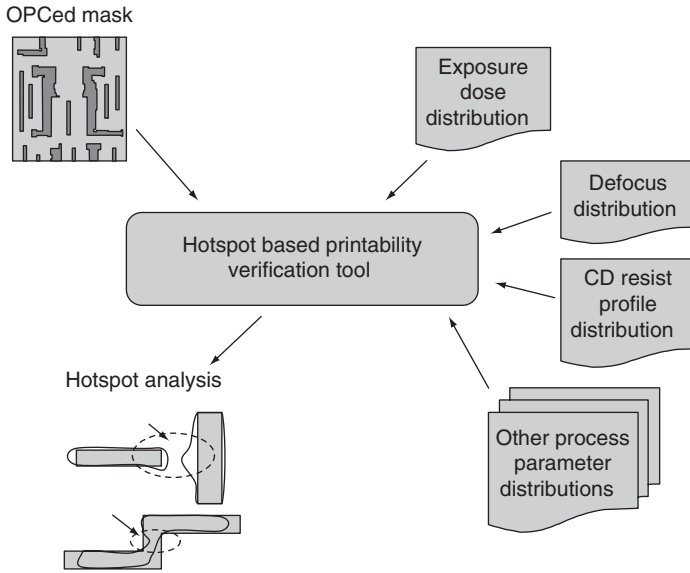 OPCed mask
Exposure
dose
distribution
Defocus
distribution
Hotspot based printability
verification tool
CD resist
profile
distribution
Hotspot analysis
Other process
parameter
distributions